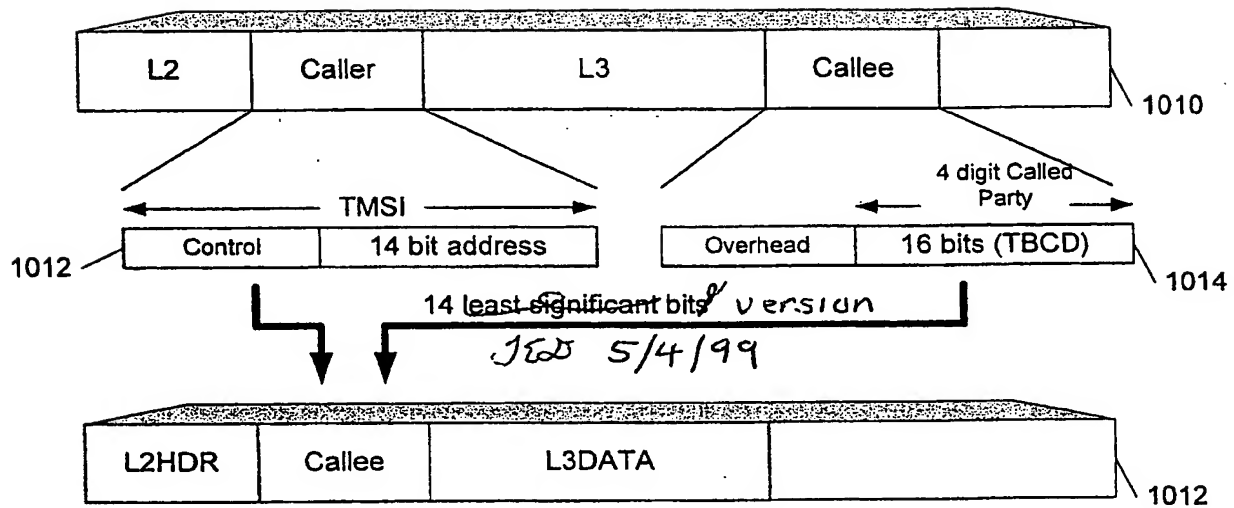 L2 Caller L3 Callee
1010
4 digit Called
Party
TMSI
Control 14 bit address Overhead 16 bits (TBCD)
1012 1014
14 least significant bits version
JED 5/4/99
L2HDR Callee L3DATA
1012